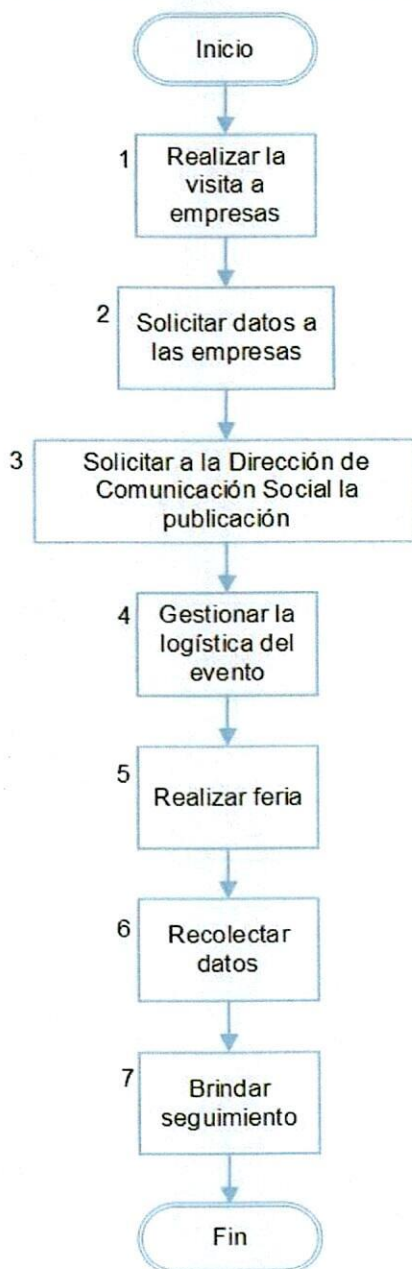 Inicio
1
Realizar la
visita a
empresas
2
Solicitar datos a
las empresas
3
Solicitar a la Dirección de
Comunicación Social la
publicación
4
Gestionar la
logística del
evento
5
Realizar feria
6
Recolectar
datos
7
Brindar
seguimiento
Fin